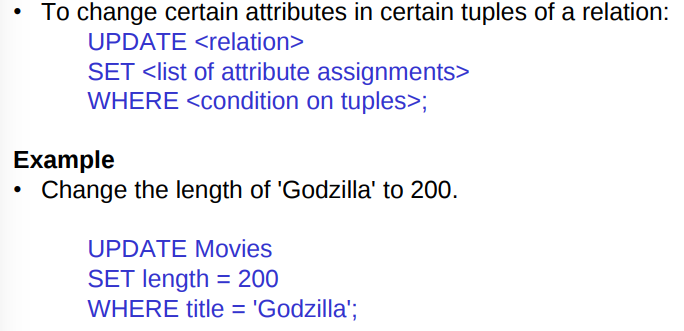 • To change certain attributes in certain tuples of a relation:
UPDATE <relation>
SET <list of attribute assignments>
WHERE <condition on tuples>;
Example
• Change the length of 'Godzilla' to 200.
UPDATE Movies
SET length = 200
WHERE title = 'Godzilla';